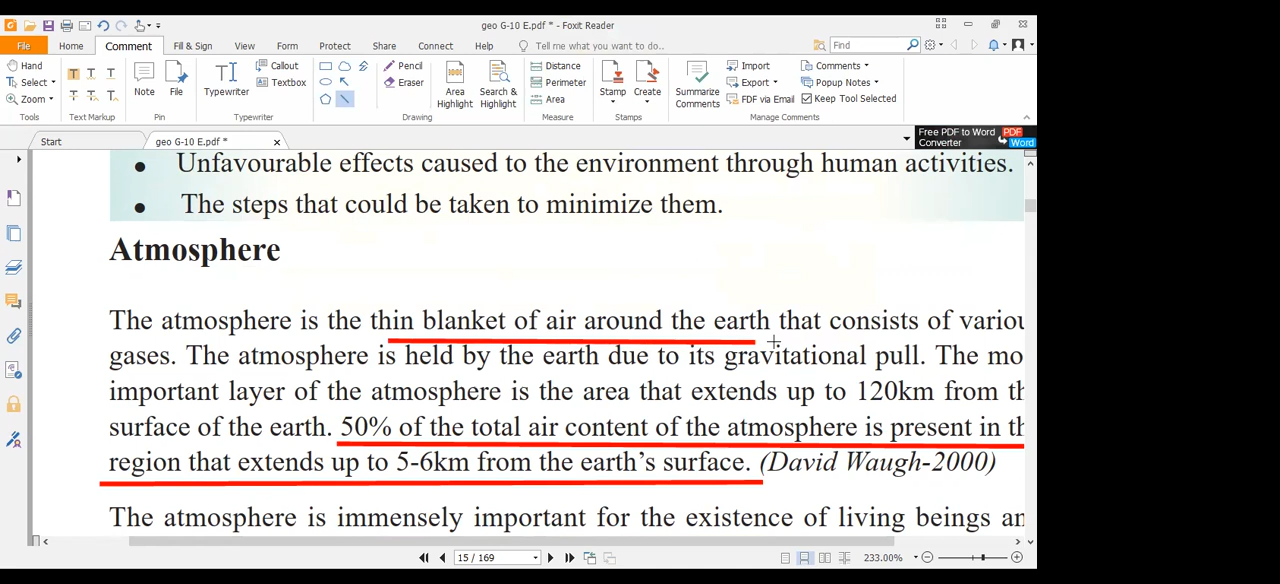 geo G-10 E.pdf * - Foxit Reader
File Home Comment Fill & Sign View Form Protect Share Connect Help Tell me what you want to do.. Find
Hand Select Zoom Tools
T T T T T T Text Markup
Note File Pin
Typewriter Callout Textbox Typewriter
Pencil Eraser Drawing
Area Highlight Search & Highlight
Distance Perimeter Area Measure
Stamp Create Stamps
Summarize Comments Import Export FDF via Email Comments Popup Notes Keep Tool Selected Manage Comments
Start geo G-10 E.pdf * Free PDF to Word Converter PDF Word
• Unfavourable effects caused to the environment through human activities.
• The steps that could be taken to minimize them.
Atmosphere
The atmosphere is the thin blanket of air around the earth that consists of variou
gases. The atmosphere is held by the earth due to its gravitational pull. The mo
important layer of the atmosphere is the area that extends up to 120km from th
surface of the earth. 50% of the total air content of the atmosphere is present in th
region that extends up to 5-6km from the earth's surface. (David Waugh-2000)
The atmosphere is immensely important for the existence of living beings an
15 / 169 233.00%